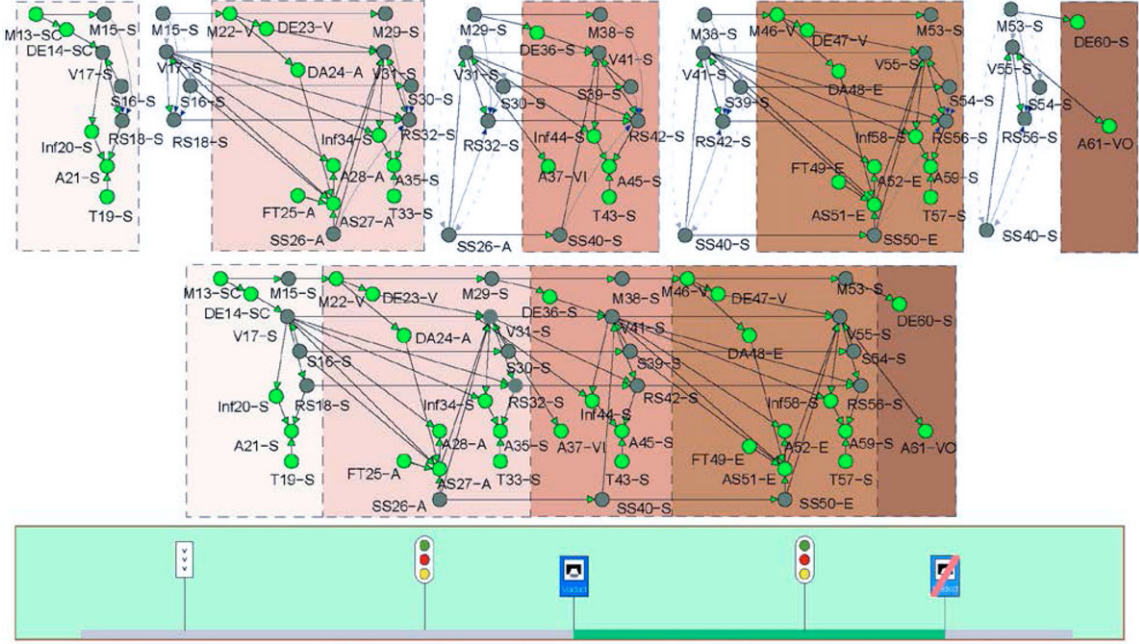 M13-SC M15-S
DE14-SC
V17-S
S16-S
RS18-S
Inf20-S
A21-S
T19-S
M15-S M22-V DE23-V M29-S
V17-S DA24-A V31-S
S16-S S30-S
RS18-S Inf34-S RS32-S
A28-A A35-S
FT25-A AS27-A T33-S
SS26-A
M29-S M38-S
DE36-S
V31-S V41-S
S30-S S39-S
RS32-S Inf44-S RS42-S
A37-VI A45-S
T43-S
SS26-A SS40-S
M38-S M46-V DE47-V M53-S
V41-S V55-S
S39-S DA48-E S54-S
RS42-S Inf58-S RS56-S
FT49-E A52-E A59-S
AS51-E T57-S
SS40-S SS50-E
M53-S DE60-S
V55-S
S54-S
RS56-S A61-VO
SS40-S
M13-SC M15-S M22-V DE23-V M29-S M38-S M46-V DE47-V M53-S
DE14-SC DE36-S DE60-S
V17-S DA24-A V31-S V41-S DA48-E V55-S
S16-S S30-S S39-S S54-S
Inf20-S RS18-S Inf34-S RS32-S Inf44-S RS42-S Inf58-S RS56-S
A21-S A28-A A35-S A37-VI A45-S A52-E A59-S A61-VO
T19-S FT25-A AS27-A T33-S T43-S FT49-E AS51-E T57-S
SS26-A SS40-S SS50-E